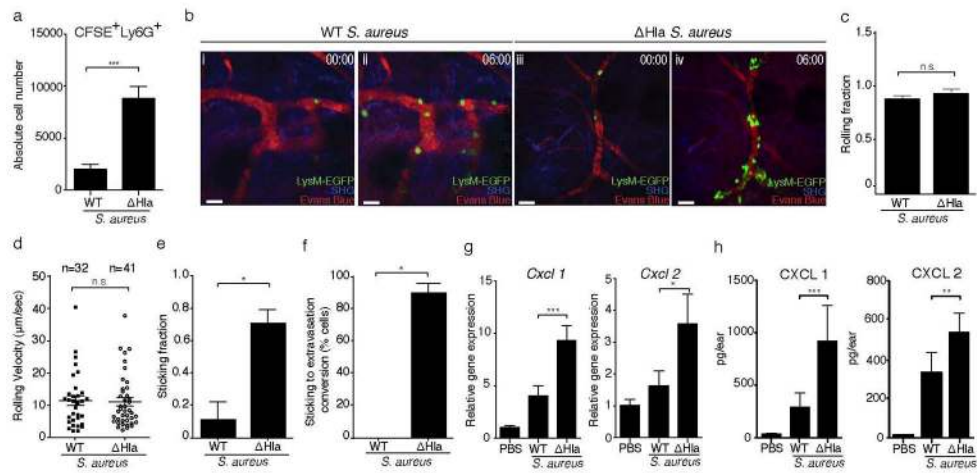 a
CFSE+Ly6G+
15000
10000
5000
0
Absolute cell number
***
WT ΔHla
S. aureus
b
WT S. aureus
ΔHla S. aureus
i 00:00
LysM-EGFP
SHG
Evans Blue
ii 06:00
LysM-EGFP
SHG
Evans Blue
iii 00:00
LysM-EGFP
SHG
Evans Blue
iv 06:00
LysM-EGFP
SHG
Evans Blue
c
1.5
1.0
0.5
0.0
Rolling fraction
n.s.
WT ΔHla
S. aureus
d
n=32 n=41
n.s.
50
40
30
20
10
0
Rolling Velocity (µm/sec)
WT ΔHla
S. aureus
e
1.0
0.8
0.6
0.4
0.2
0.0
Sticking fraction
*
WT ΔHla
S. aureus
f
100
80
60
40
20
0
Sticking to extravasation
conversion (% cells)
*
WT ΔHla
S. aureus
g
Cxcl 1
15
10
5
0
Relative gene expression
***
PBS WT ΔHla
S. aureus
Cxcl 2
5
4
3
2
1
0
Relative gene expression
*
PBS WT ΔHla
S. aureus
h
CXCL 1
1500
1000
500
0
pg/ear
***
PBS WT ΔHla
S. aureus
CXCL 2
800
600
400
200
0
pg/ear
**
PBS WT ΔHla
S. aureus